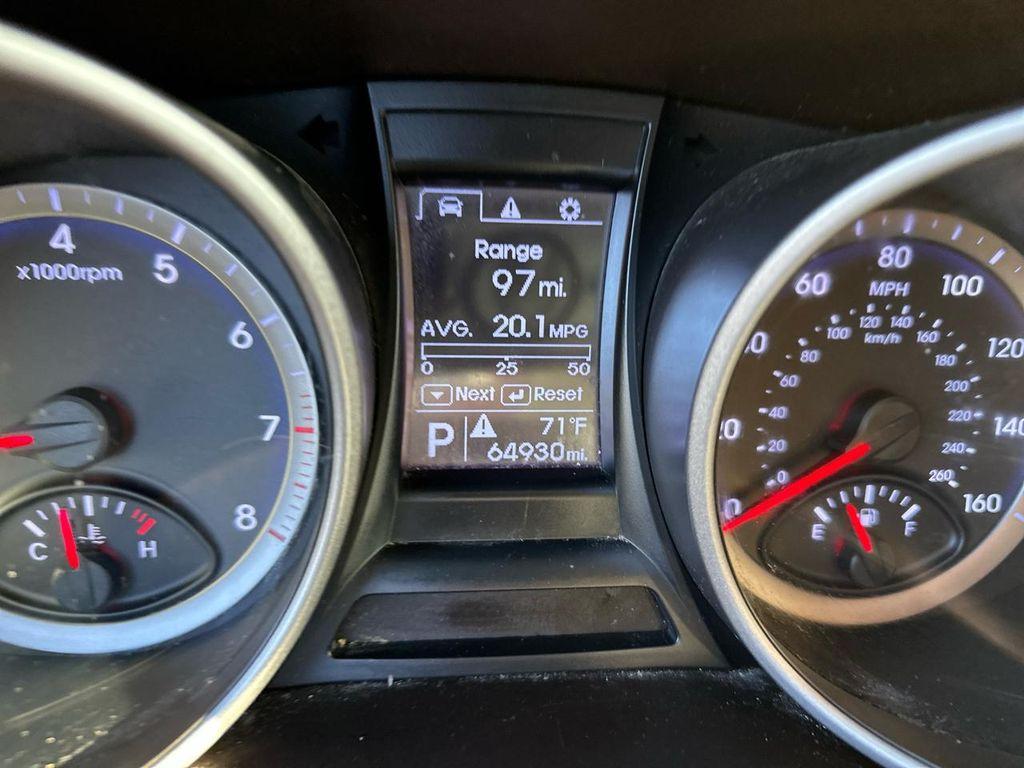 4
x1000rpm
5
6
7
8
C
H
Range
97 mi.
AVG. 20.1 MPG
0 25 50
Next Reset
P
71°F
64930 mi.
60
80
100
120
140
160
MPH
km/h
0
20
40
60
80
100
120
140
160
180
200
220
240
260
0
E
F